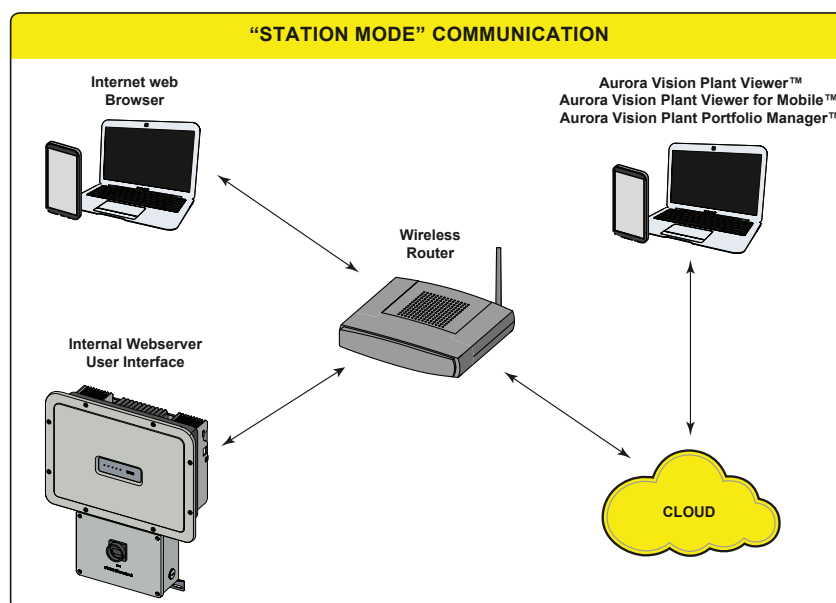 “STATION MODE” COMMUNICATION
Internet web
Browser
Aurora Vision Plant Viewer™
Aurora Vision Plant Viewer for Mobile™
Aurora Vision Plant Portfolio Manager™
Wireless
Router
Internal Webserver
User Interface
CLOUD